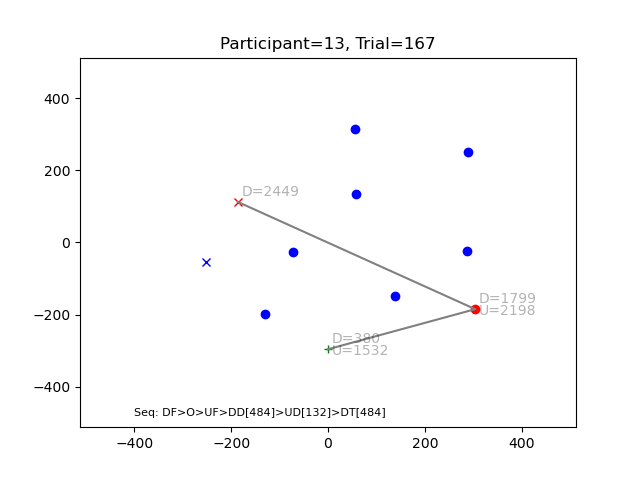 Participant=13, Trial=167
400
200
0
−200
−400
D=2449
D=1799
U=2198
D=380
U=1532
Seq: DF>O>UF>DD[484]>UD[132]>DT[484]
−400
−200
0
200
400